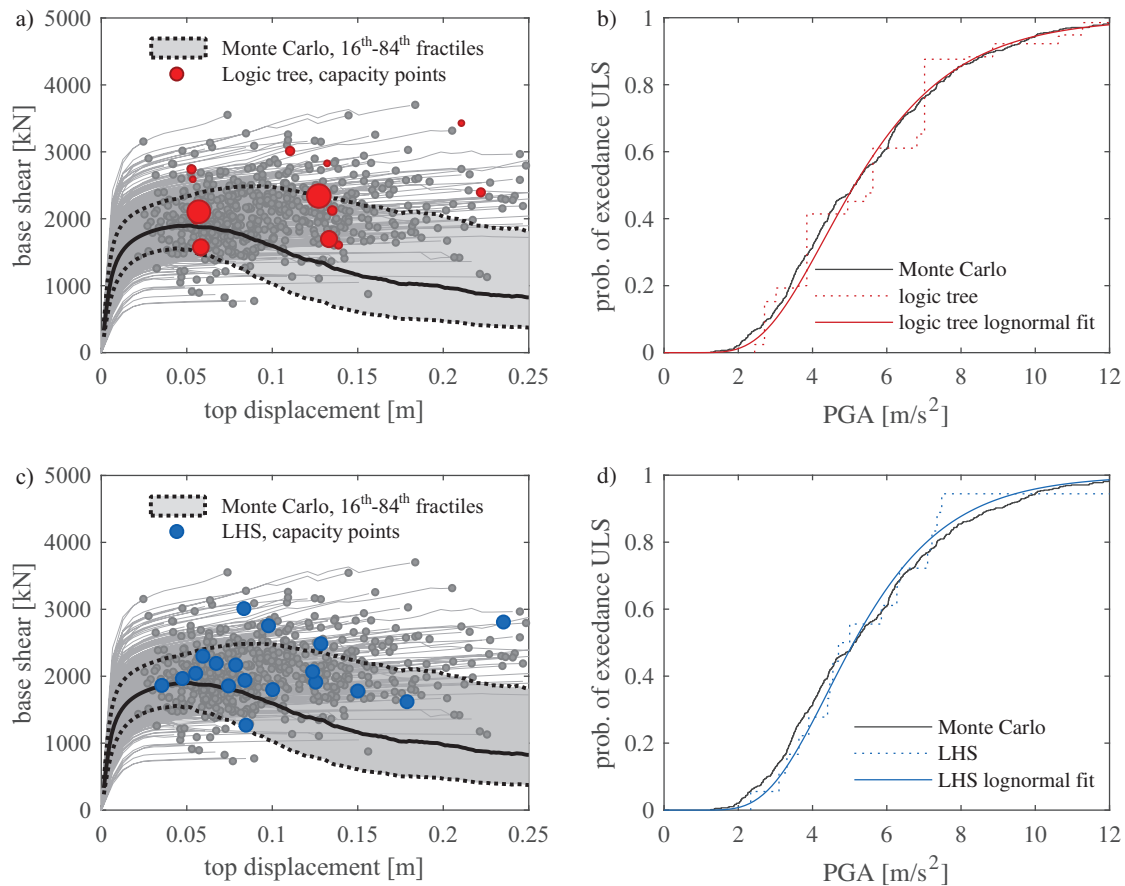 a)
5000
4000
3000
2000
1000
0
base shear [kN]
Monte Carlo, 16th-84th fractiles
Logic tree, capacity points
0 0.05 0.1 0.15 0.2 0.25
top displacement [m]
b)
1
0.8
0.6
0.4
0.2
0
prob. of exeedance ULS
Monte Carlo
logic tree
logic tree lognormal fit
0 2 4 6 8 10 12
PGA [m/s2]
c)
5000
4000
3000
2000
1000
0
base shear [kN]
Monte Carlo, 16th-84th fractiles
LHS, capacity points
0 0.05 0.1 0.15 0.2 0.25
top displacement [m]
d)
1
0.8
0.6
0.4
0.2
0
prob. of exeedance ULS
Monte Carlo
LHS
LHS lognormal fit
0 2 4 6 8 10 12
PGA [m/s2]